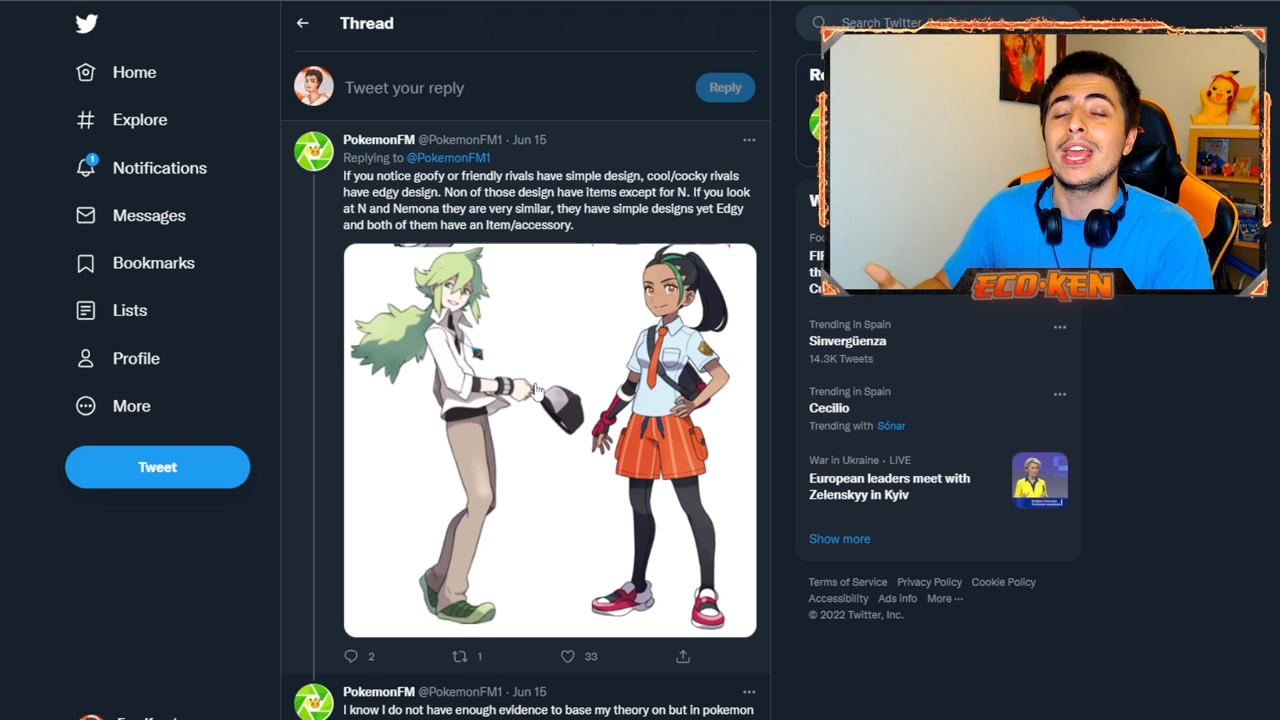 Thread
Search Twitter
Home
Explore
1
Notifications
Messages
Bookmarks
Lists
Profile
More
Tweet
Tweet your reply
Reply
PokemonFM @PokemonFM1 · Jun 15
Replying to @PokemonFM1
If you notice goofy or friendly rivals have simple design, cool/cocky rivals
have edgy design. Non of those design have items except for N. If you look
at N and Nemona they are very similar, they have simple designs yet Edgy
and both of them have an Item/accessory.
2
1
33
PokemonFM @PokemonFM1 · Jun 15
I know I do not have enough evidence to base my theory on but in pokemon
ECO·KEN
Trending in Spain
Sinvergüenza
14.3K Tweets
Trending in Spain
Cecilio
Trending with Sónar
War in Ukraine · LIVE
European leaders meet with
Zelenskyy in Kyiv
Show more
Terms of Service Privacy Policy Cookie Policy
Accessibility Ads info More ···
© 2022 Twitter, Inc.